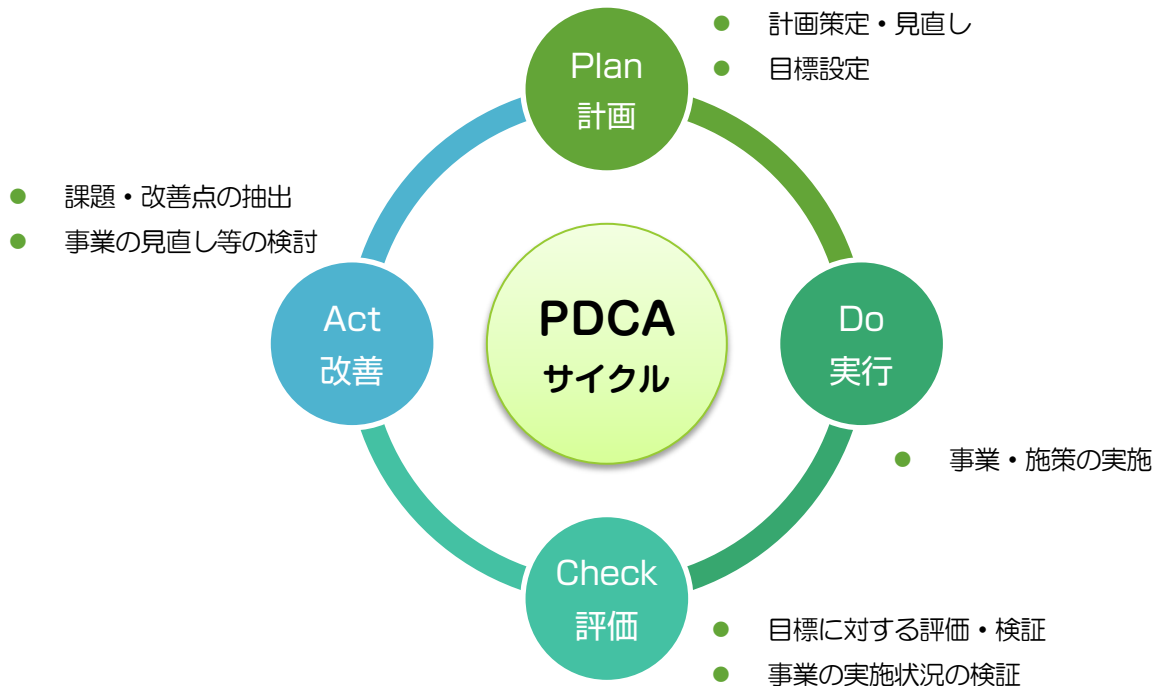 Plan
計画
計画策定・見直し
目標設定
Do
実行
事業・施策の実施
Check
評価
目標に対する評価・検証
事業の実施状況の検証
Act
改善
課題・改善点の抽出
事業の見直し等の検討
PDCA
サイクル